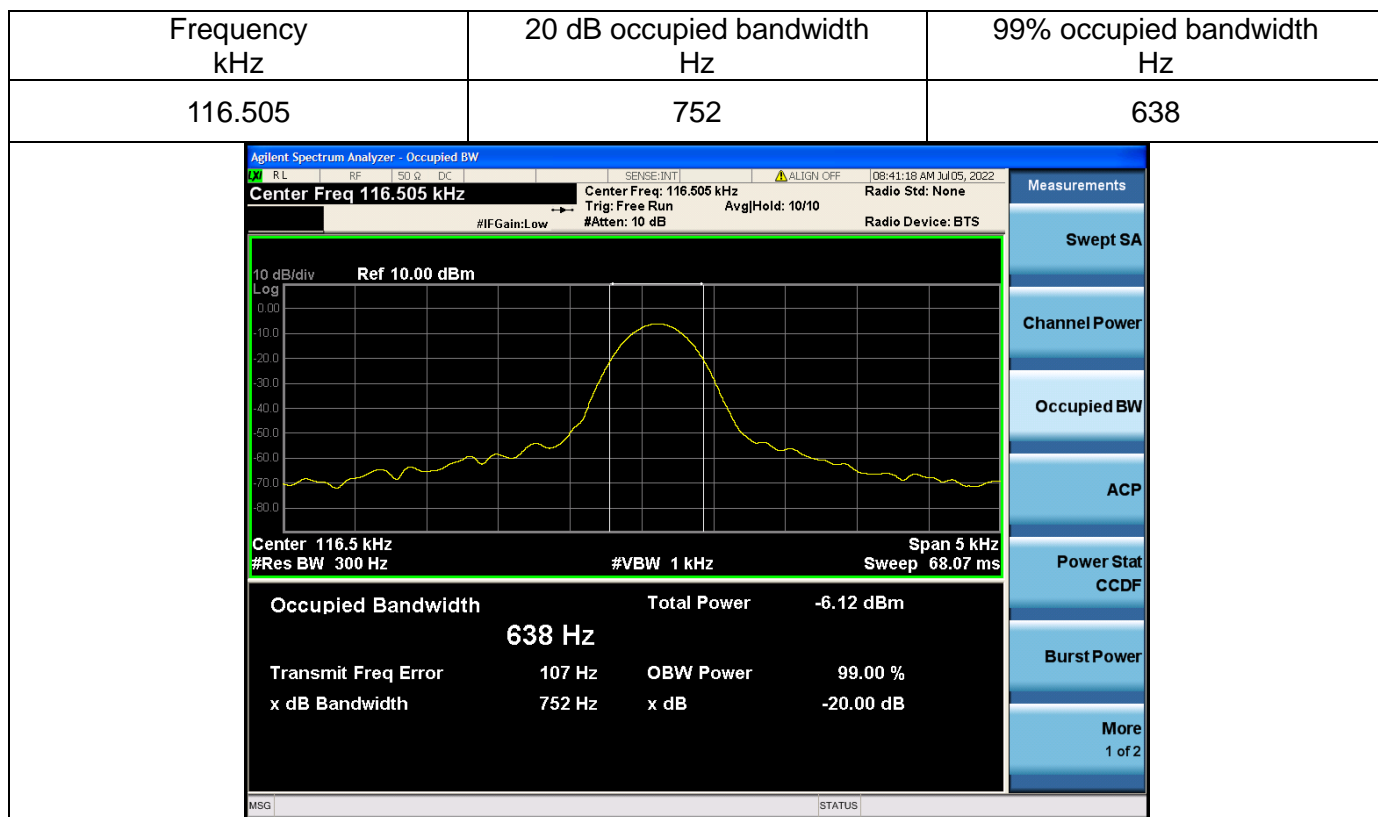 Frequency 20 dB occupied bandwidth 99% occupied bandwidth
kHz Hz Hz
116.505 752 638
Agilent Spectrum Analyzer - Occupied BW
LXI RL RF 50 Ω DC SENSE:INT ALIGN OFF 08:41:18 AM Jul 05, 2022
Center Freq 116.505 kHz Center Freq: 116.505 kHz Radio Std: None
Trig: Free Run Avg|Hold: 10/10
#IFGain:Low #Atten: 10 dB Radio Device: BTS
10 dB/div Ref 10.00 dBm
Log
0.00
-10.0
-20.0
-30.0
-40.0
-50.0
-60.0
-70.0
-80.0
Center 116.5 kHz Span 5 kHz
#Res BW 300 Hz #VBW 1 kHz Sweep 68.07 ms
Occupied Bandwidth Total Power -6.12 dBm
638 Hz
Transmit Freq Error 107 Hz OBW Power 99.00 %
x dB Bandwidth 752 Hz x dB -20.00 dB
MSG STATUS
Measurements
Swept SA
Channel Power
Occupied BW
ACP
Power Stat
CCDF
Burst Power
More
1 of 2